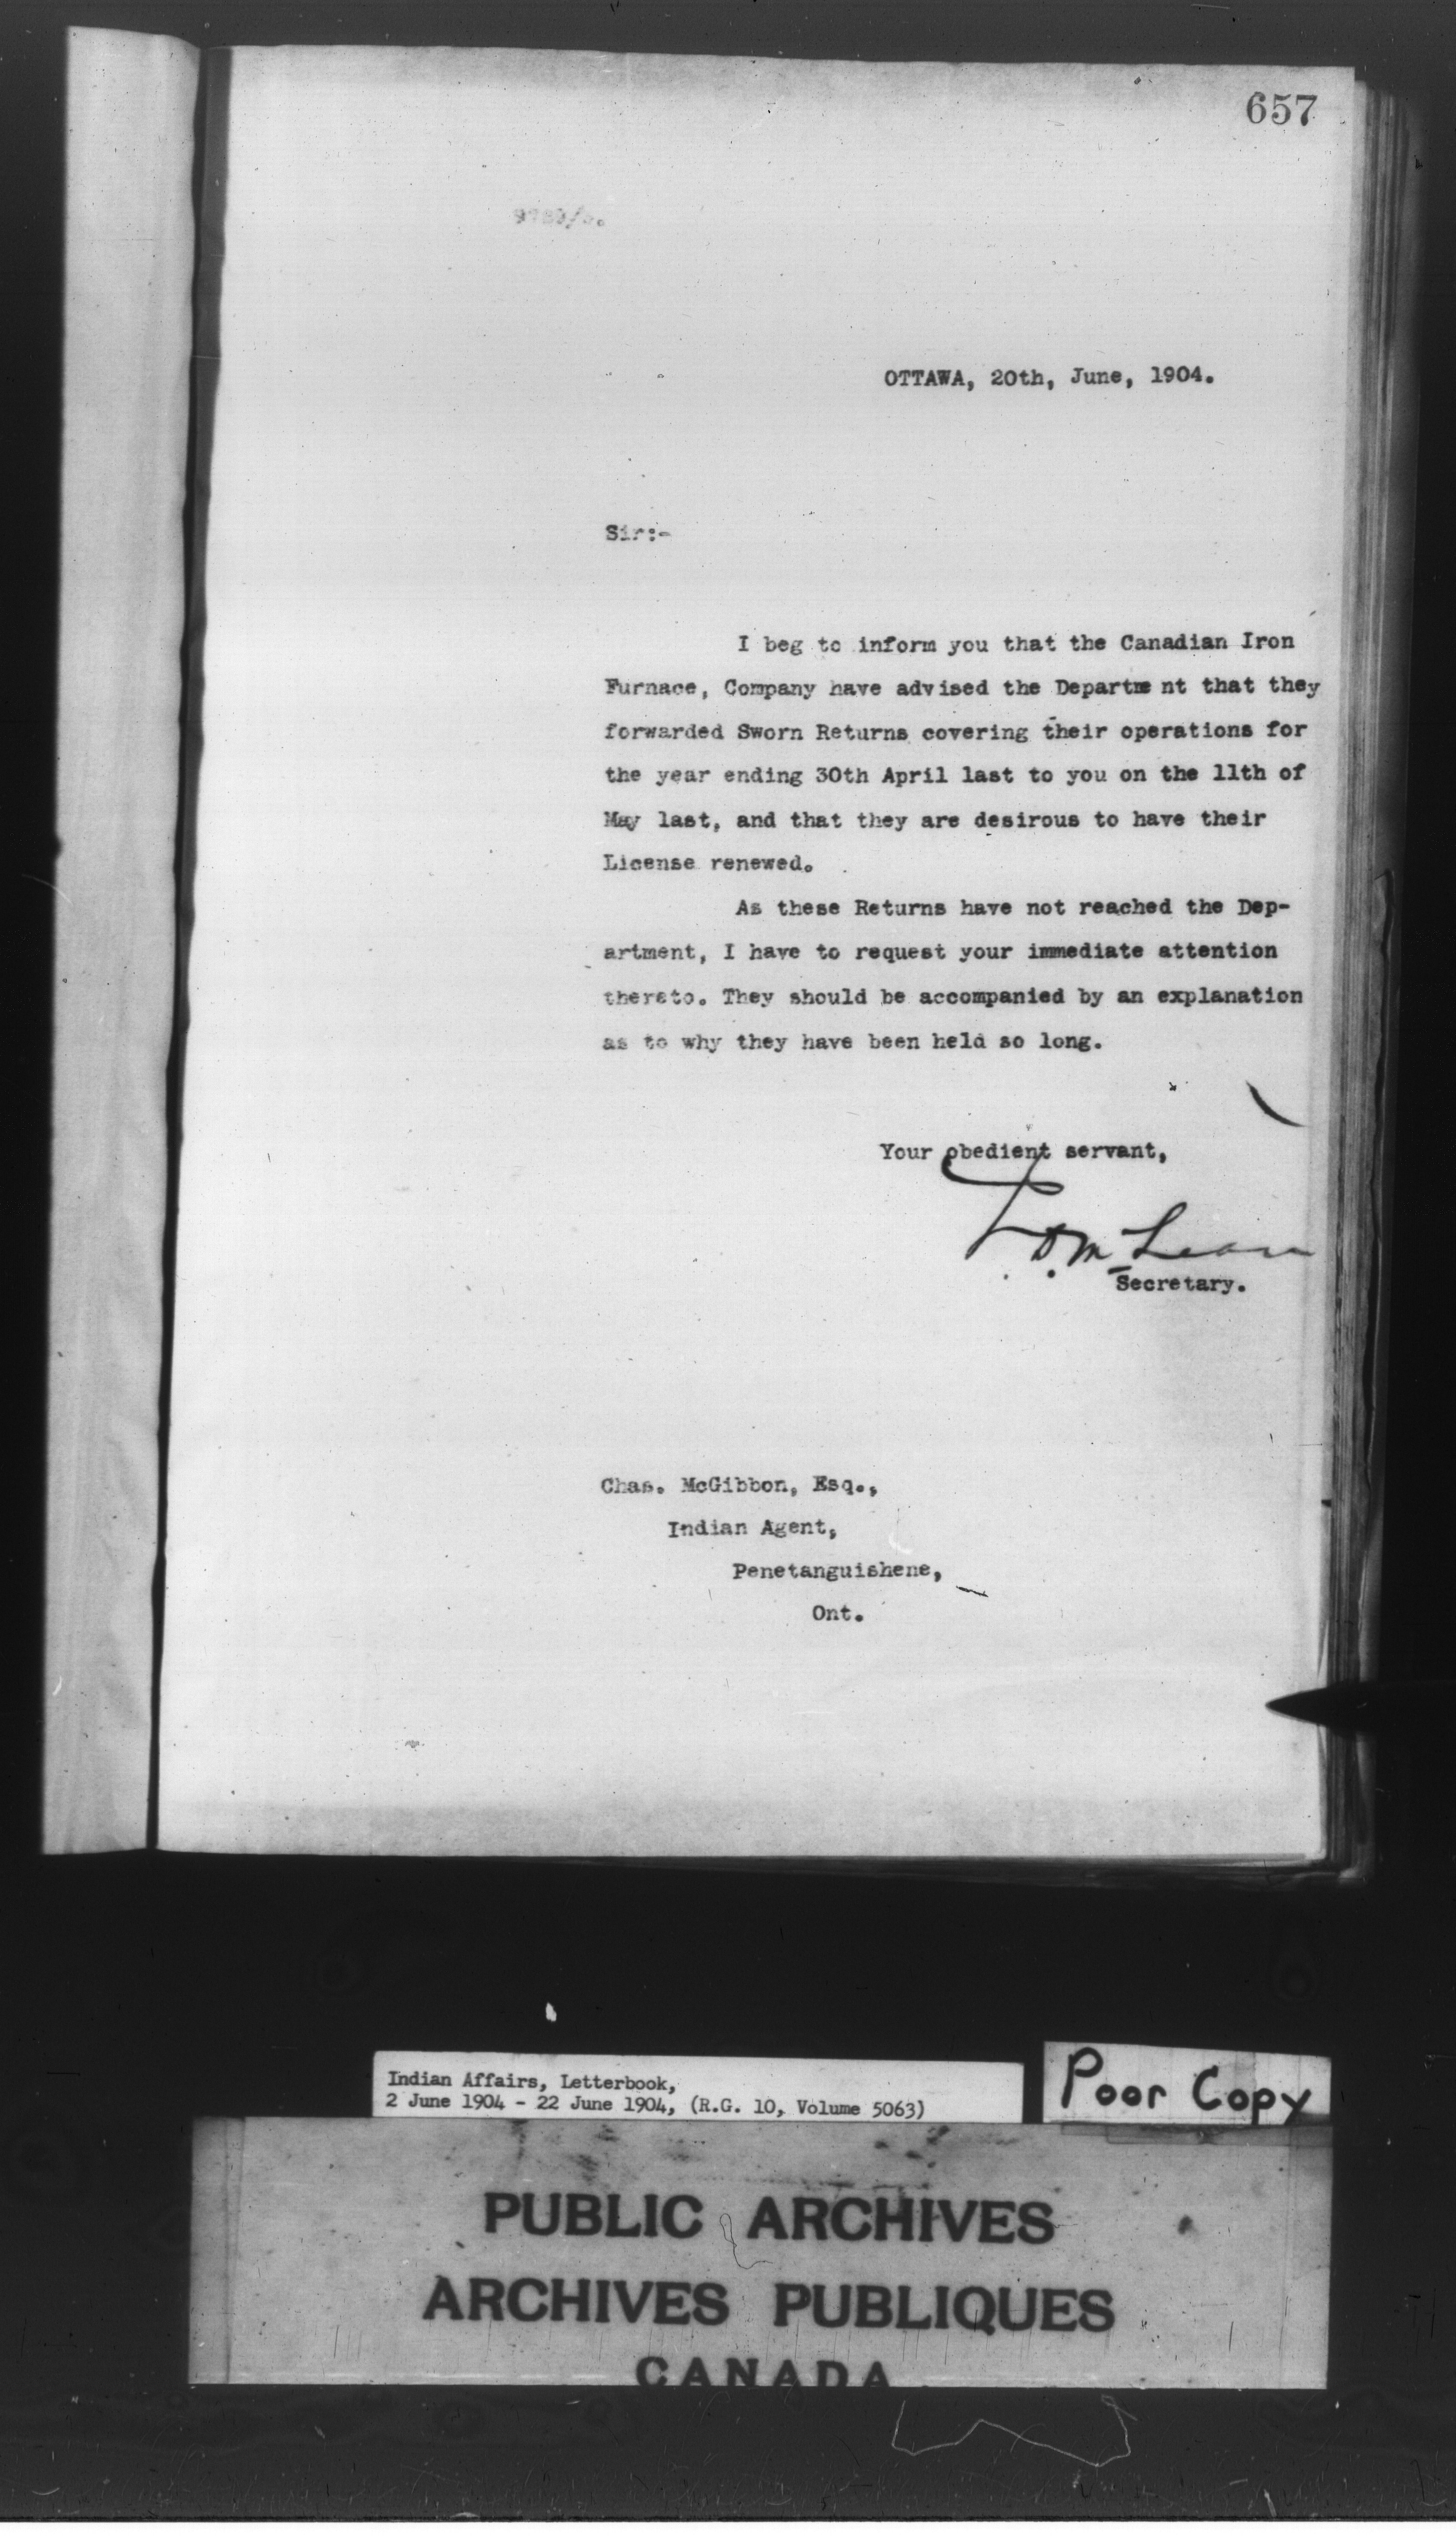 657
OTTAWA, 20th, June, 1904.
Sir:-
I beg to inform you that the Canadian Iron
Furnace, Company have advised the Department that they
forwarded Sworn Returns covering their operations for
the year ending 30th April last to you on the 11th of
May last, and that they are desirous to have their
License renewed.
As these Returns have not reached the Dep-
artment, I have to request your immediate attention
thereto. They should be accompanied by an explanation
as to why they have been held so long.
Your obedient servant,
J. D. McLean
Secretary.
Chas. McGibbon, Esq.,
Indian Agent,
Penetanguishene,
Ont.
Indian Affairs, Letterbook,
2 June 1904 - 22 June 1904, (R.G. 10, Volume 5063)
Poor Copy
PUBLIC ARCHIVES
ARCHIVES PUBLIQUES
CANADA